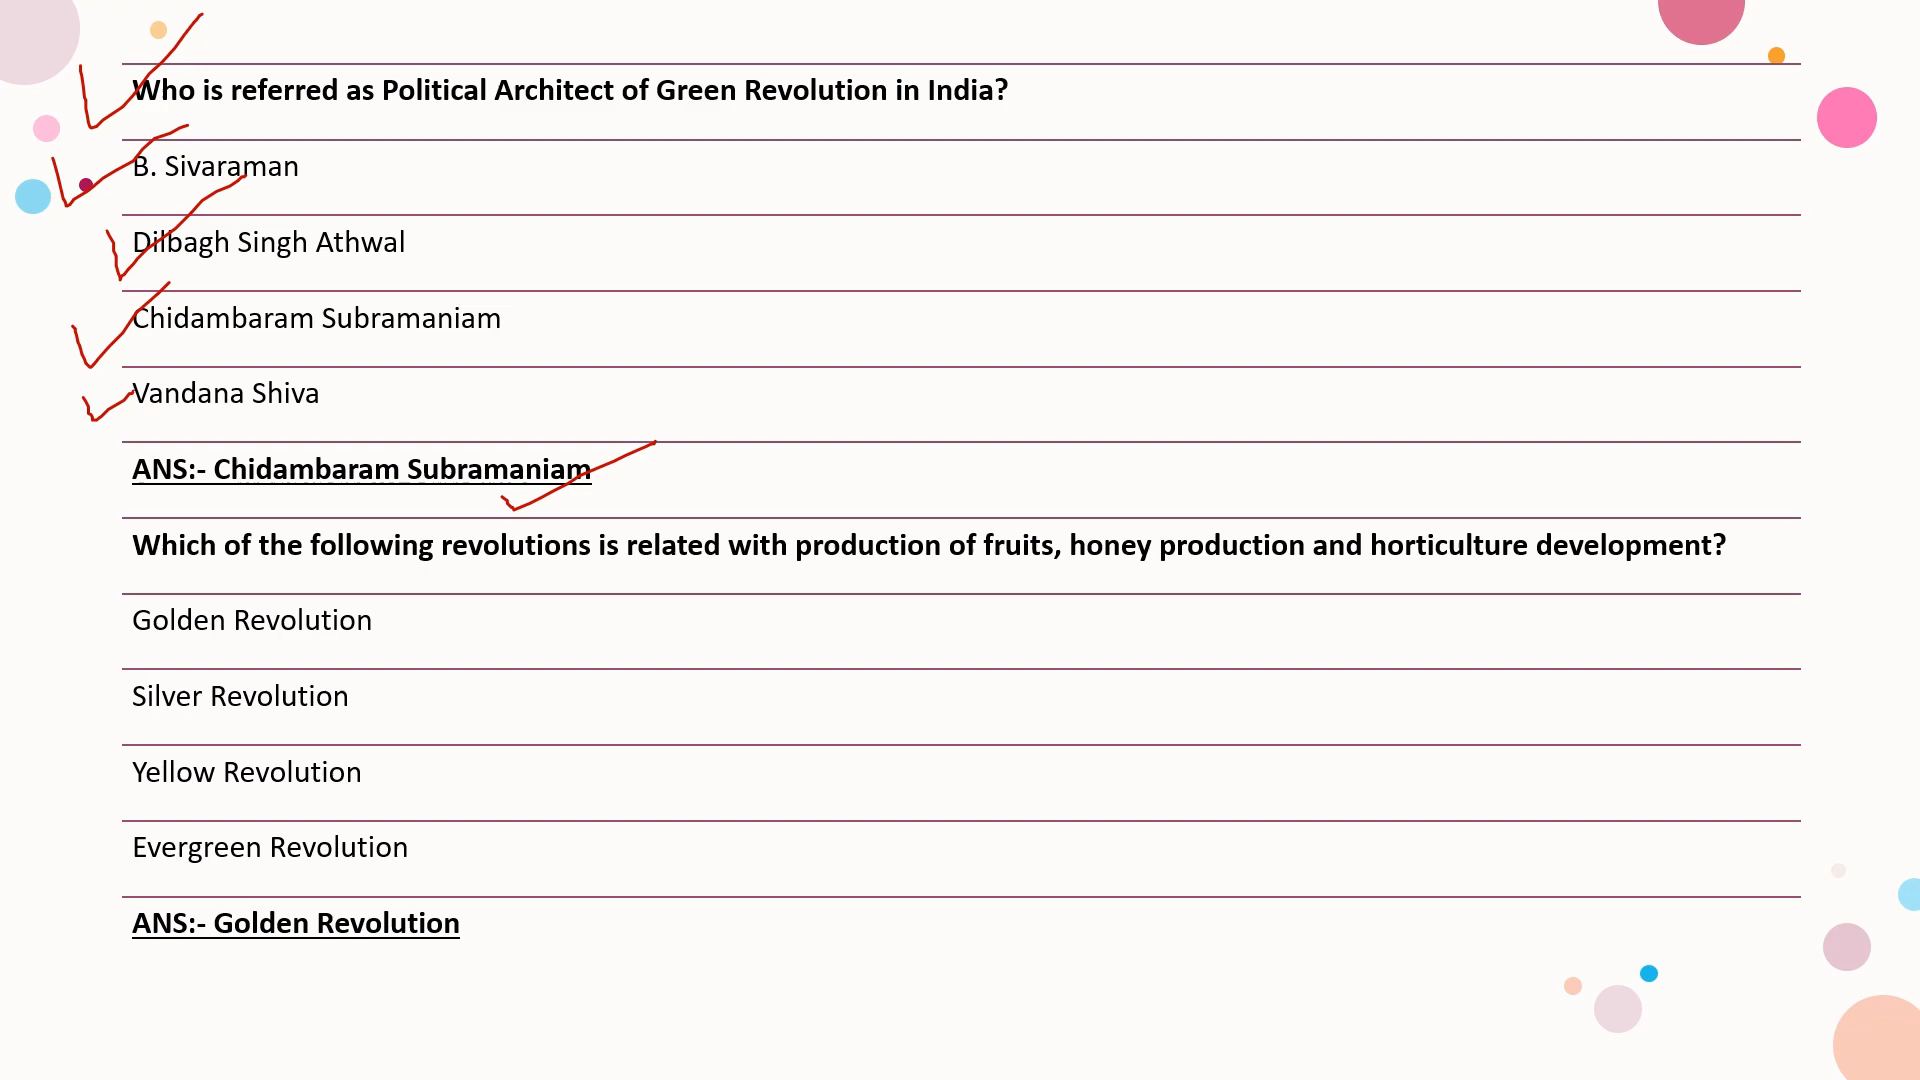 Who is referred as Political Architect of Green Revolution in India?
B. Sivaraman
Dilbagh Singh Athwal
Chidambaram Subramaniam
Vandana Shiva
ANS:- Chidambaram Subramaniam
Which of the following revolutions is related with production of fruits, honey production and horticulture development?
Golden Revolution
Silver Revolution
Yellow Revolution
Evergreen Revolution
ANS:- Golden Revolution